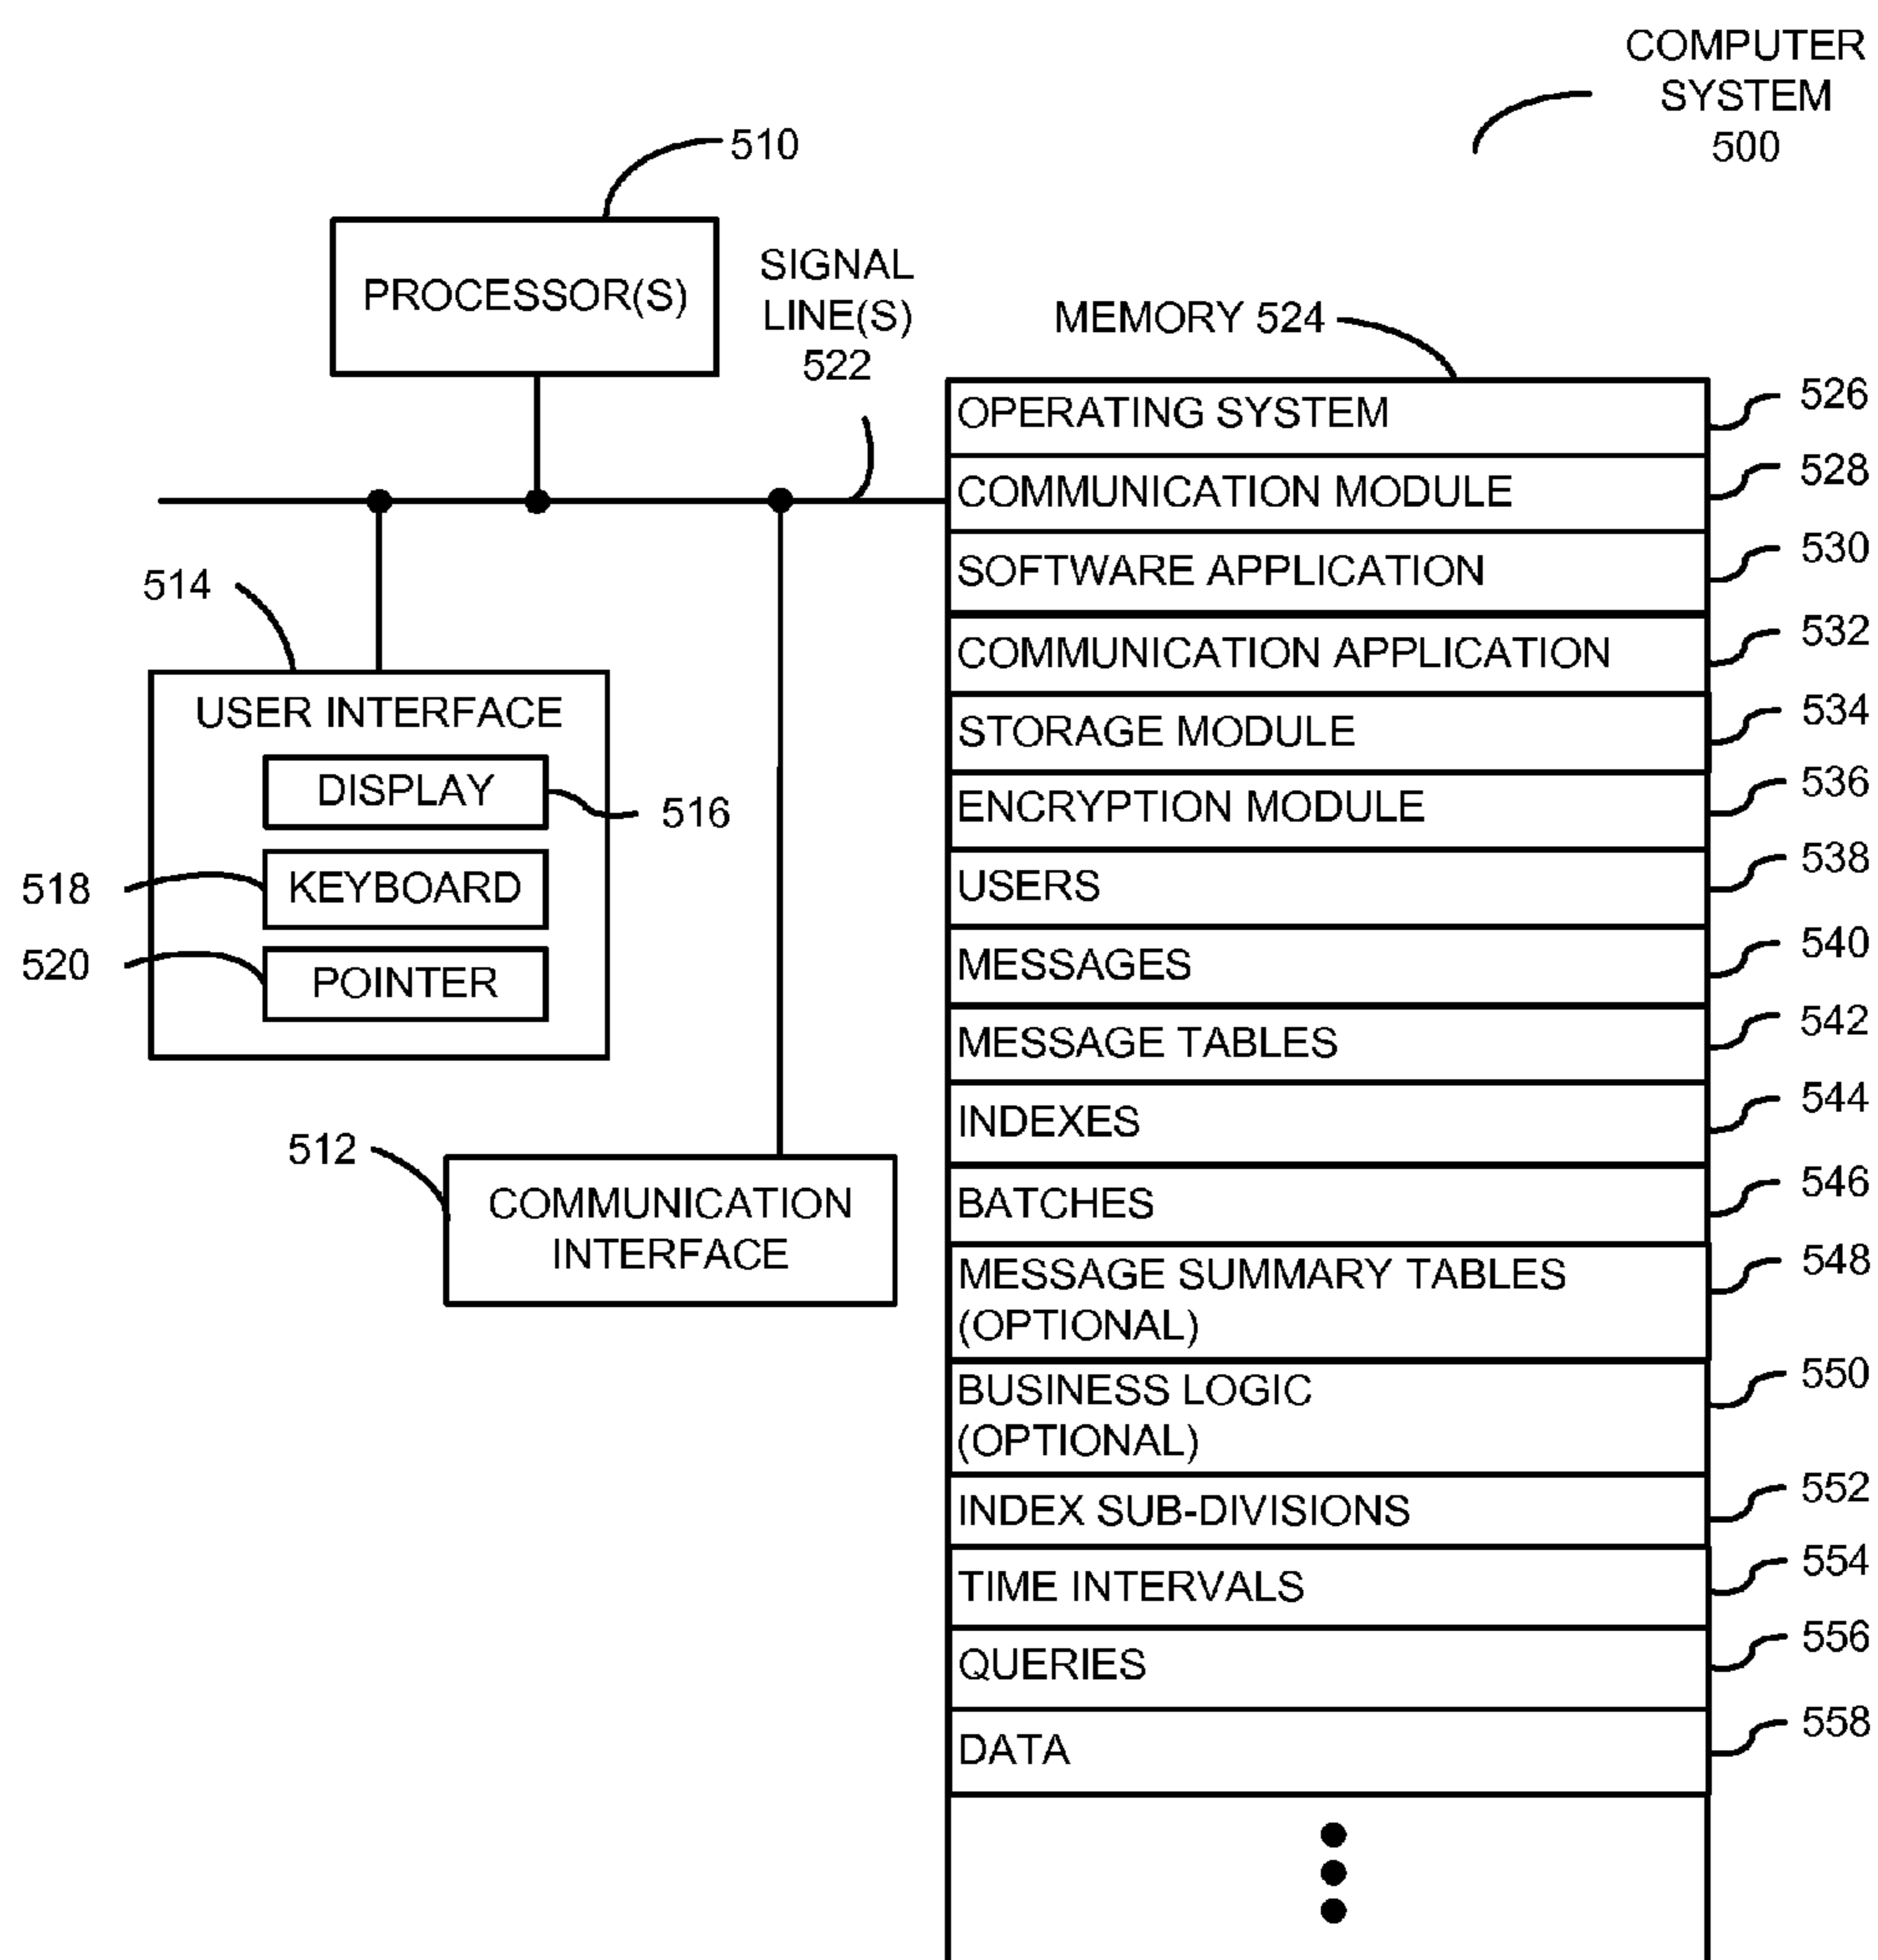 COMPUTER
SYSTEM
500
510
PROCESSOR(S)
SIGNAL
LINE(S)
522
MEMORY 524
OPERATING SYSTEM
526
COMMUNICATION MODULE
528
SOFTWARE APPLICATION
530
COMMUNICATION APPLICATION
532
STORAGE MODULE
534
ENCRYPTION MODULE
536
USERS
538
MESSAGES
540
MESSAGE TABLES
542
INDEXES
544
BATCHES
546
MESSAGE SUMMARY TABLES
(OPTIONAL)
548
BUSINESS LOGIC
(OPTIONAL)
550
INDEX SUB-DIVISIONS
552
TIME INTERVALS
554
QUERIES
556
DATA
558
514
USER INTERFACE
DISPLAY
516
518
KEYBOARD
520
POINTER
512
COMMUNICATION
INTERFACE